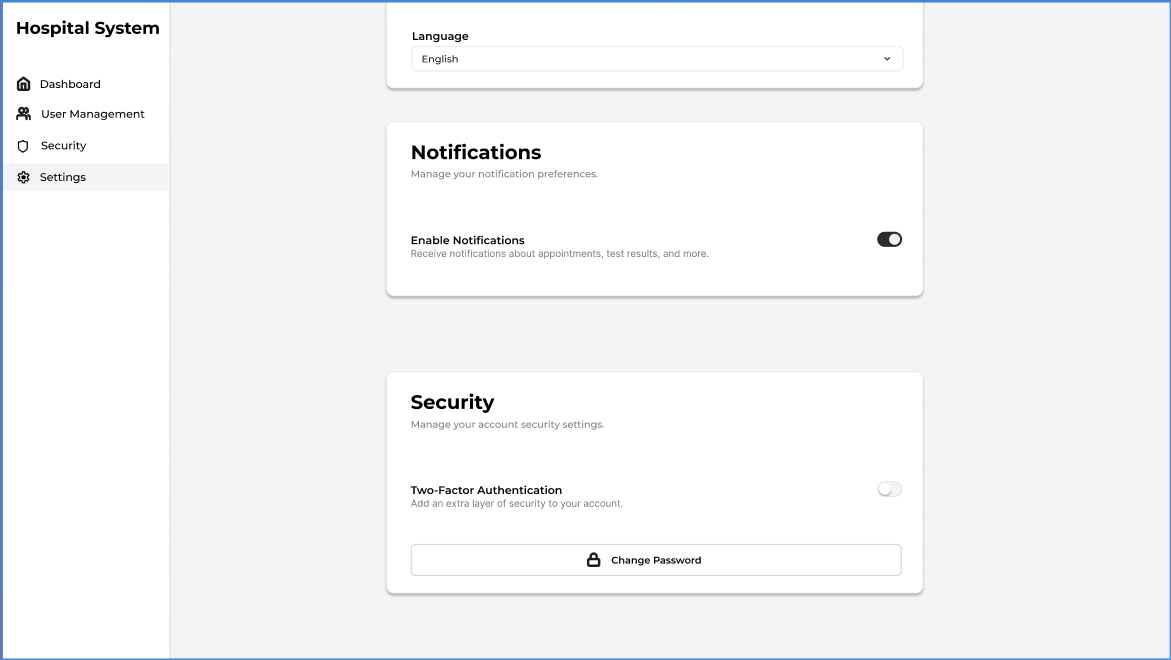 Hospital System
Dashboard
User Management
Security
Settings
Language
English
Notifications
Manage your notification preferences.
Enable Notifications
Receive notifications about appointments, test results, and more.
Security
Manage your account security settings.
Two-Factor Authentication
Add an extra layer of security to your account.
Change Password